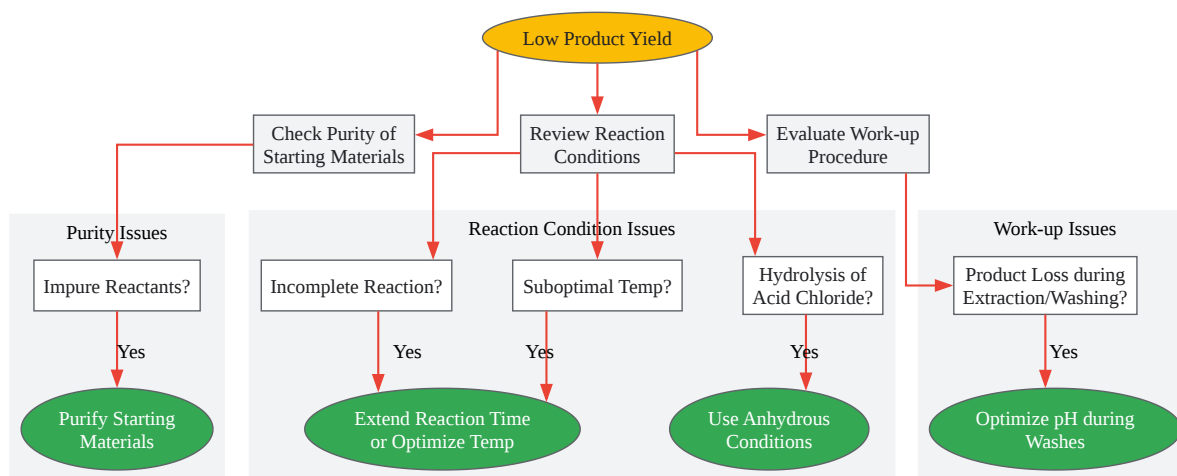 Low Product Yield
Check Purity of
Starting Materials
Review Reaction
Conditions
Evaluate Work-up
Procedure
Purity Issues
Reaction Condition Issues
Work-up Issues
Impure Reactants?
Incomplete Reaction?
Suboptimal Temp?
Hydrolysis of
Acid Chloride?
Product Loss during
Extraction/Washing?
Yes
Yes
Yes
Yes
Yes
Purify Starting
Materials
Extend Reaction Time
or Optimize Temp
Use Anhydrous
Conditions
Optimize pH during
Washes